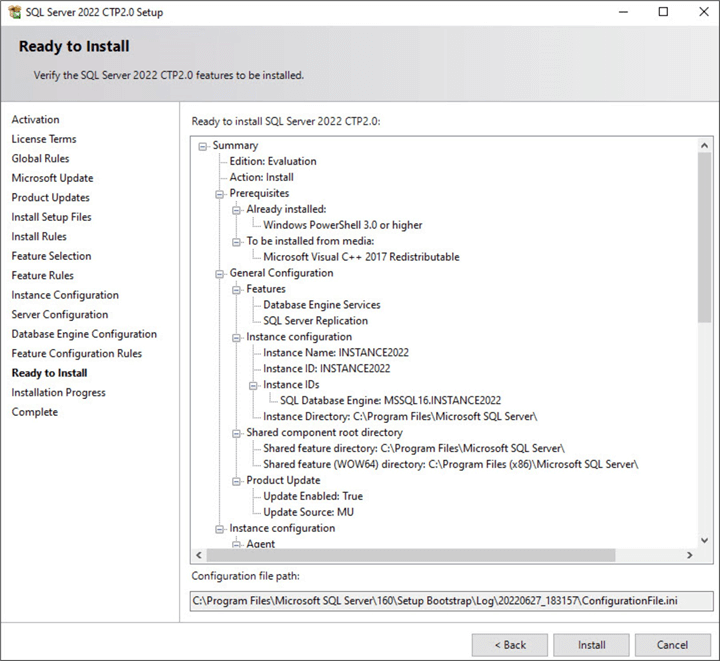 SQL Server 2022 CTP2.0 Setup
Ready to Install
Verify the SQL Server 2022 CTP2.0 features to be installed.
Activation
License Terms
Global Rules
Microsoft Update
Product Updates
Install Setup Files
Install Rules
Feature Selection
Feature Rules
Instance Configuration
Server Configuration
Database Engine Configuration
Feature Configuration Rules
Ready to Install
Installation Progress
Complete
Ready to install SQL Server 2022 CTP2.0:
Summary
Edition: Evaluation
Action: Install
Prerequisites
Already installed:
Windows PowerShell 3.0 or higher
To be installed from media:
Microsoft Visual C++ 2017 Redistributable
General Configuration
Features
Database Engine Services
SQL Server Replication
Instance configuration
Instance Name: INSTANCE2022
Instance ID: INSTANCE2022
Instance IDs
SQL Database Engine: MSSQL16.INSTANCE2022
Instance Directory: C:\Program Files\Microsoft SQL Server\
Shared component root directory
Shared feature directory: C:\Program Files\Microsoft SQL Server\
Shared feature (WOW64) directory: C:\Program Files (x86)\Microsoft SQL Server\
Product Update
Update Enabled: True
Update Source: MU
Instance configuration
Agent
Configuration file path:
C:\Program Files\Microsoft SQL Server\160\Setup Bootstrap\Log\20220627_183157\ConfigurationFile.ini
< Back
Install
Cancel